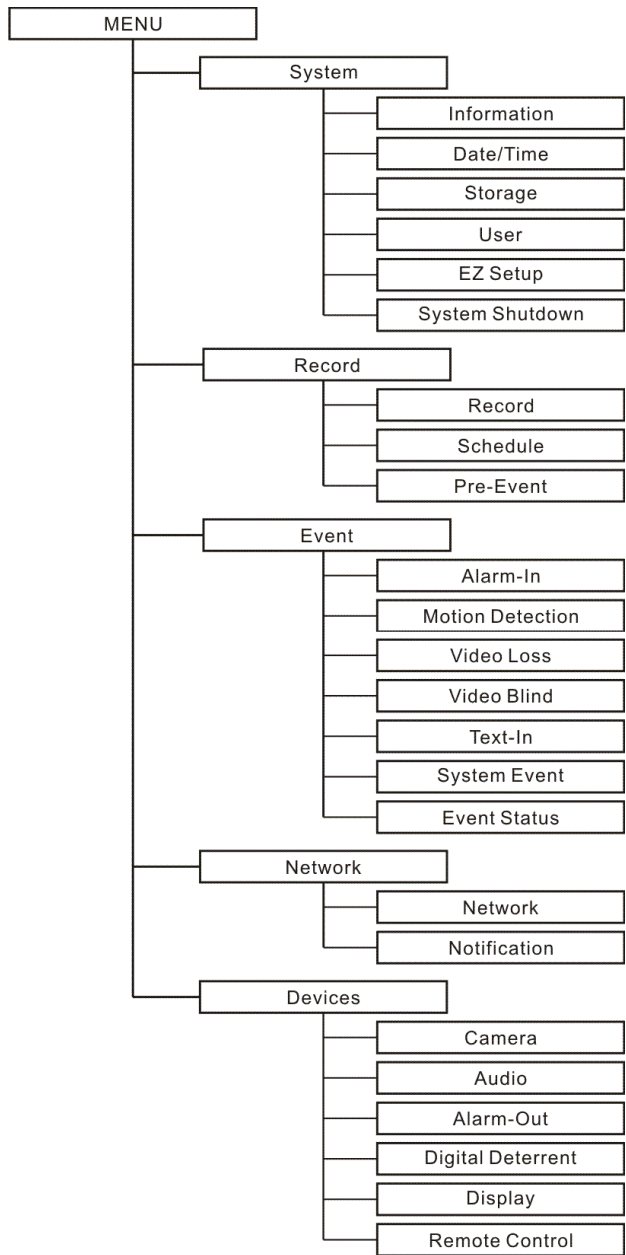 MENU
System
Information
Date/Time
Storage
User
EZ Setup
System Shutdown
Record
Record
Schedule
Pre-Event
Event
Alarm-In
Motion Detection
Video Loss
Video Blind
Text-In
System Event
Event Status
Network
Network
Notification
Devices
Camera
Audio
Alarm-Out
Digital Deterrent
Display
Remote Control